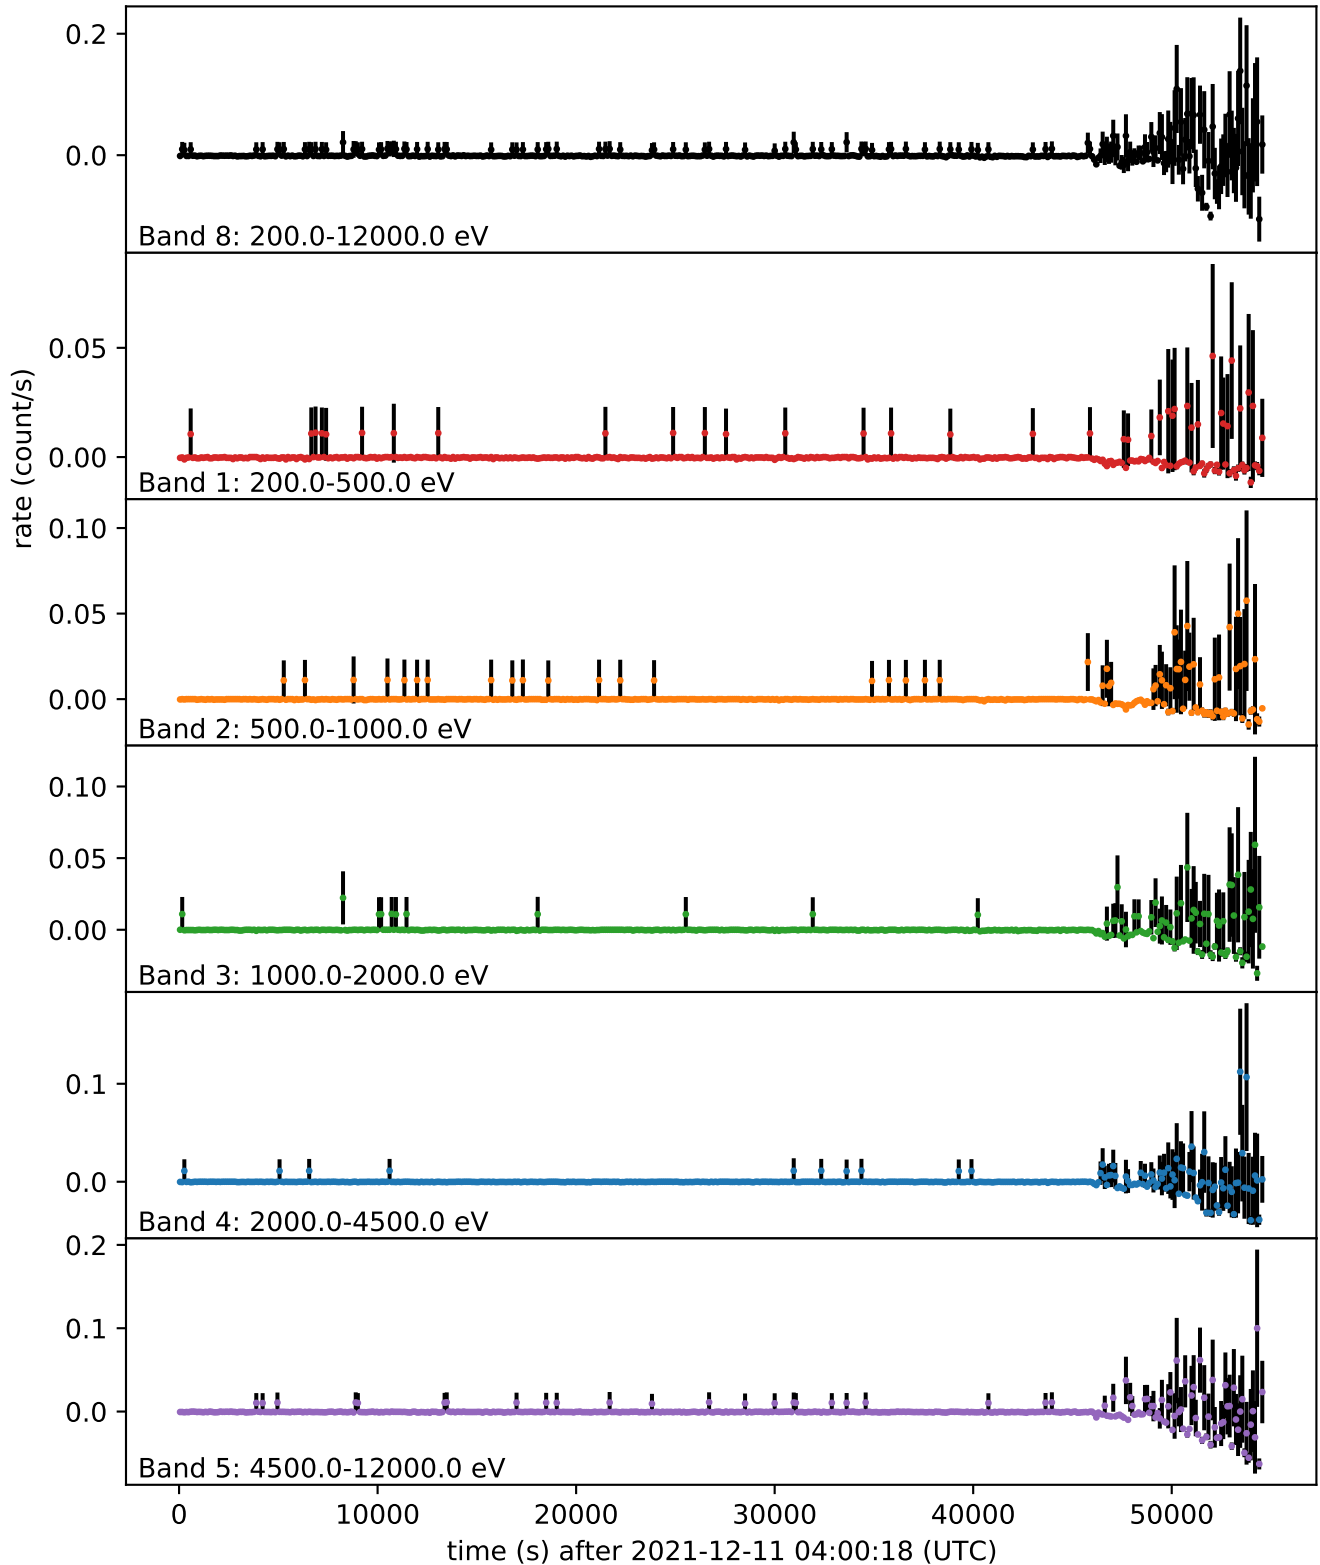 0.2
0.0
Band 8: 200.0-12000.0 eV
0.05
0.00
Band 1: 200.0-500.0 eV
rate (count/s)
0.10
0.05
0.00
Band 2: 500.0-1000.0 eV
0.10
0.05
0.00
Band 3: 1000.0-2000.0 eV
0.1
0.0
Band 4: 2000.0-4500.0 eV
0.2
0.1
0.0
Band 5: 4500.0-12000.0 eV
0 10000 20000 30000 40000 50000
time (s) after 2021-12-11 04:00:18 (UTC)